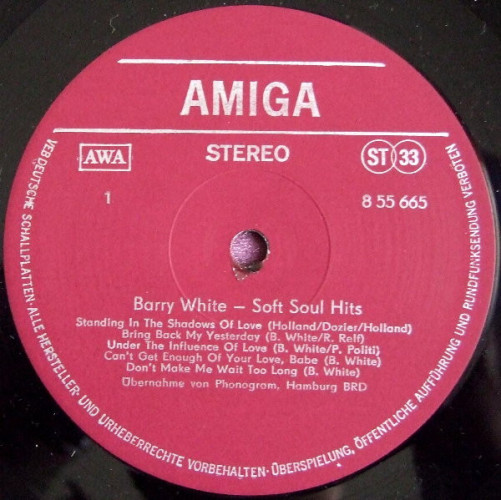 AMIGA
AWA
STEREO
ST 33
1
8 55 665
Barry White – Soft Soul Hits
Standing In The Shadows Of Love (Holland/Dozier/Holland)
Bring Back My Yesterday (B. White/R. Relf)
Under The Influence Of Love (B. White/P. Politi)
Can't Get Enough Of Your Love, Babe (B. White)
Don't Make Me Wait Too Long (B. White)
Übernahme von Phonogram, Hamburg BRD
VEB DEUTSCHE SCHALLPLATTEN·ALLE HERSTELLER- UND URHEBERRECHTE VORBEHALTEN·ÜBERSPIELUNG, ÖFFENTLICHE AUFFÜHRUNG UND RUNDFUNKSENDUNG VERBOTEN